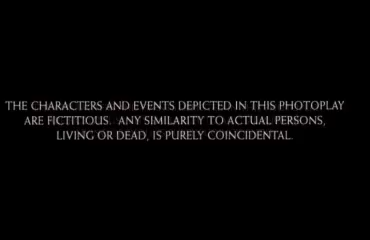 THE CHARACTERS AND EVENTS DEPICTED IN THIS PHOTOPLAY
ARE FICTITIOUS. ANY SIMILARITY TO ACTUAL PERSONS,
LIVING OR DEAD, IS PURELY COINCIDENTAL.